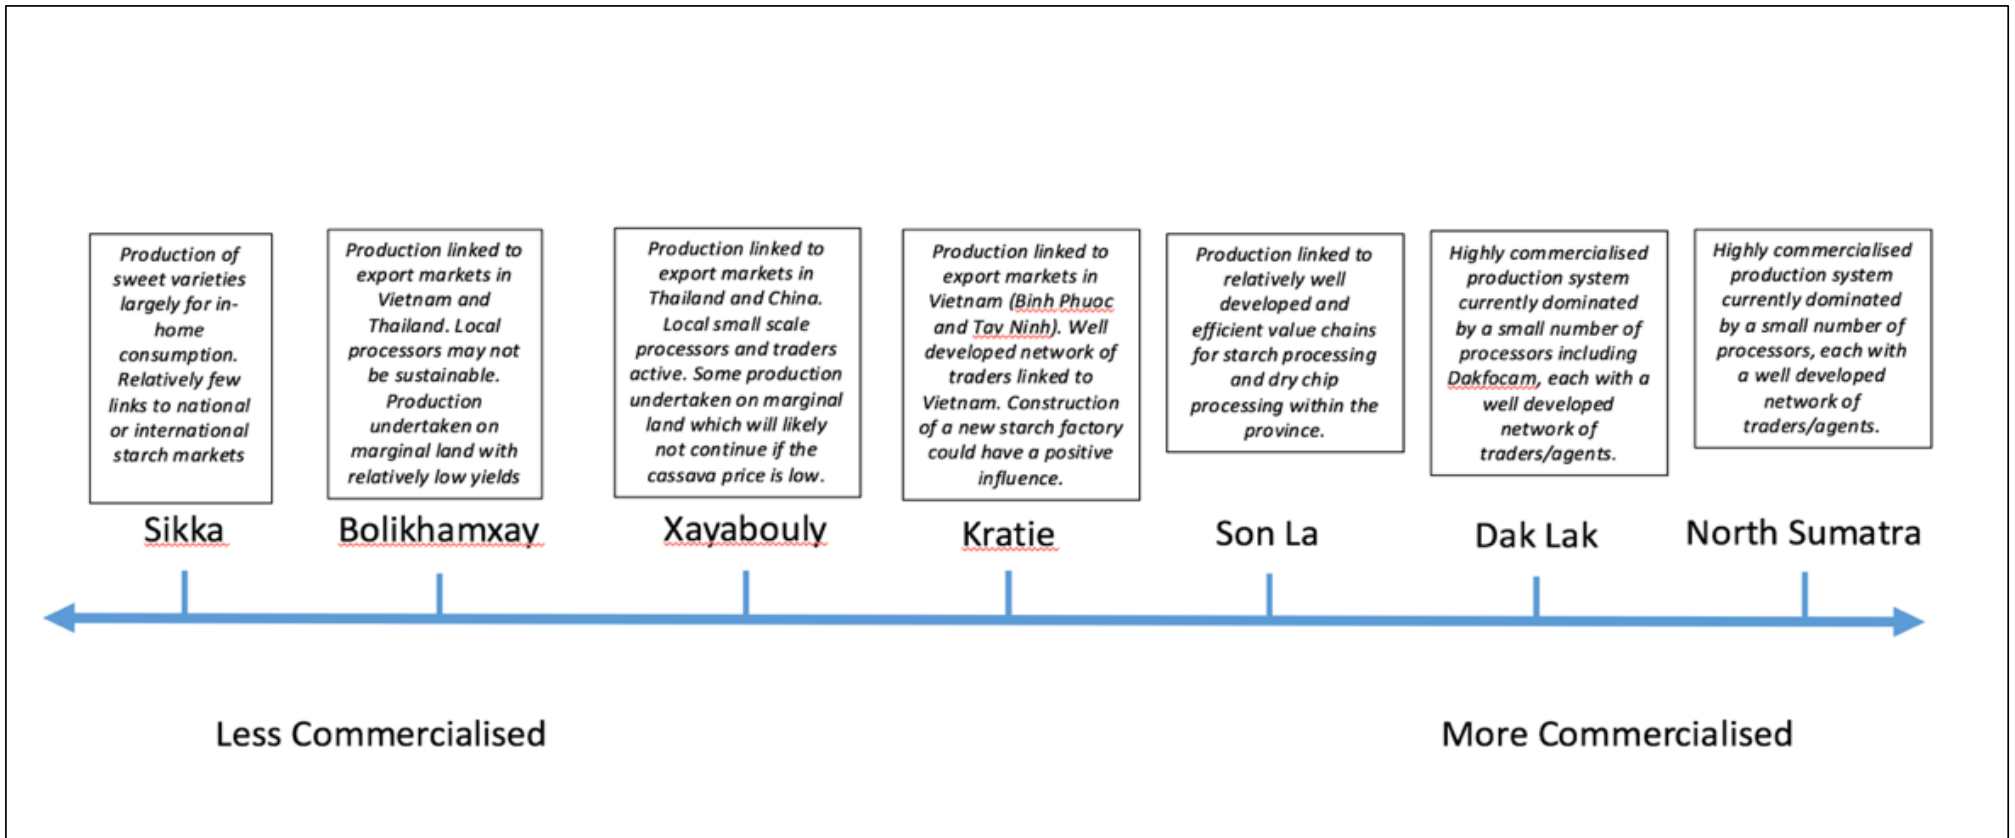 Production of
sweet varieties
largely for in-
home
consumption.
Relatively few
links to national
or international
starch markets
Production linked to
export markets in
Vietnam and
Thailand. Local
processors may not
be sustainable.
Production
undertaken on
marginal land with
relatively low yields
Production linked to
export markets in
Thailand and China.
Local small scale
processors and traders
active. Some production
undertaken on marginal
land which will likely
not continue if the
cassava price is low.
Production linked to
export markets in
Vietnam (Binh Phuoc
and Tay Ninh). Well
developed network of
traders linked to
Vietnam. Construction
of a new starch factory
could have a positive
influence.
Production linked to
relatively well
developed and
efficient value chains
for starch processing
and dry chip
processing within the
province.
Highly commercialised
production system
currently dominated
by a small number of
processors including
Dakfocam, each with a
well developed
network of
traders/agents.
Highly commercialised
production system
currently dominated
by a small number of
processors, each with
a well developed
network of
traders/agents.
Sikka
Bolikhamxay
Xayabouly
Kratie
Son La
Dak Lak
North Sumatra
Less Commercialised
More Commercialised